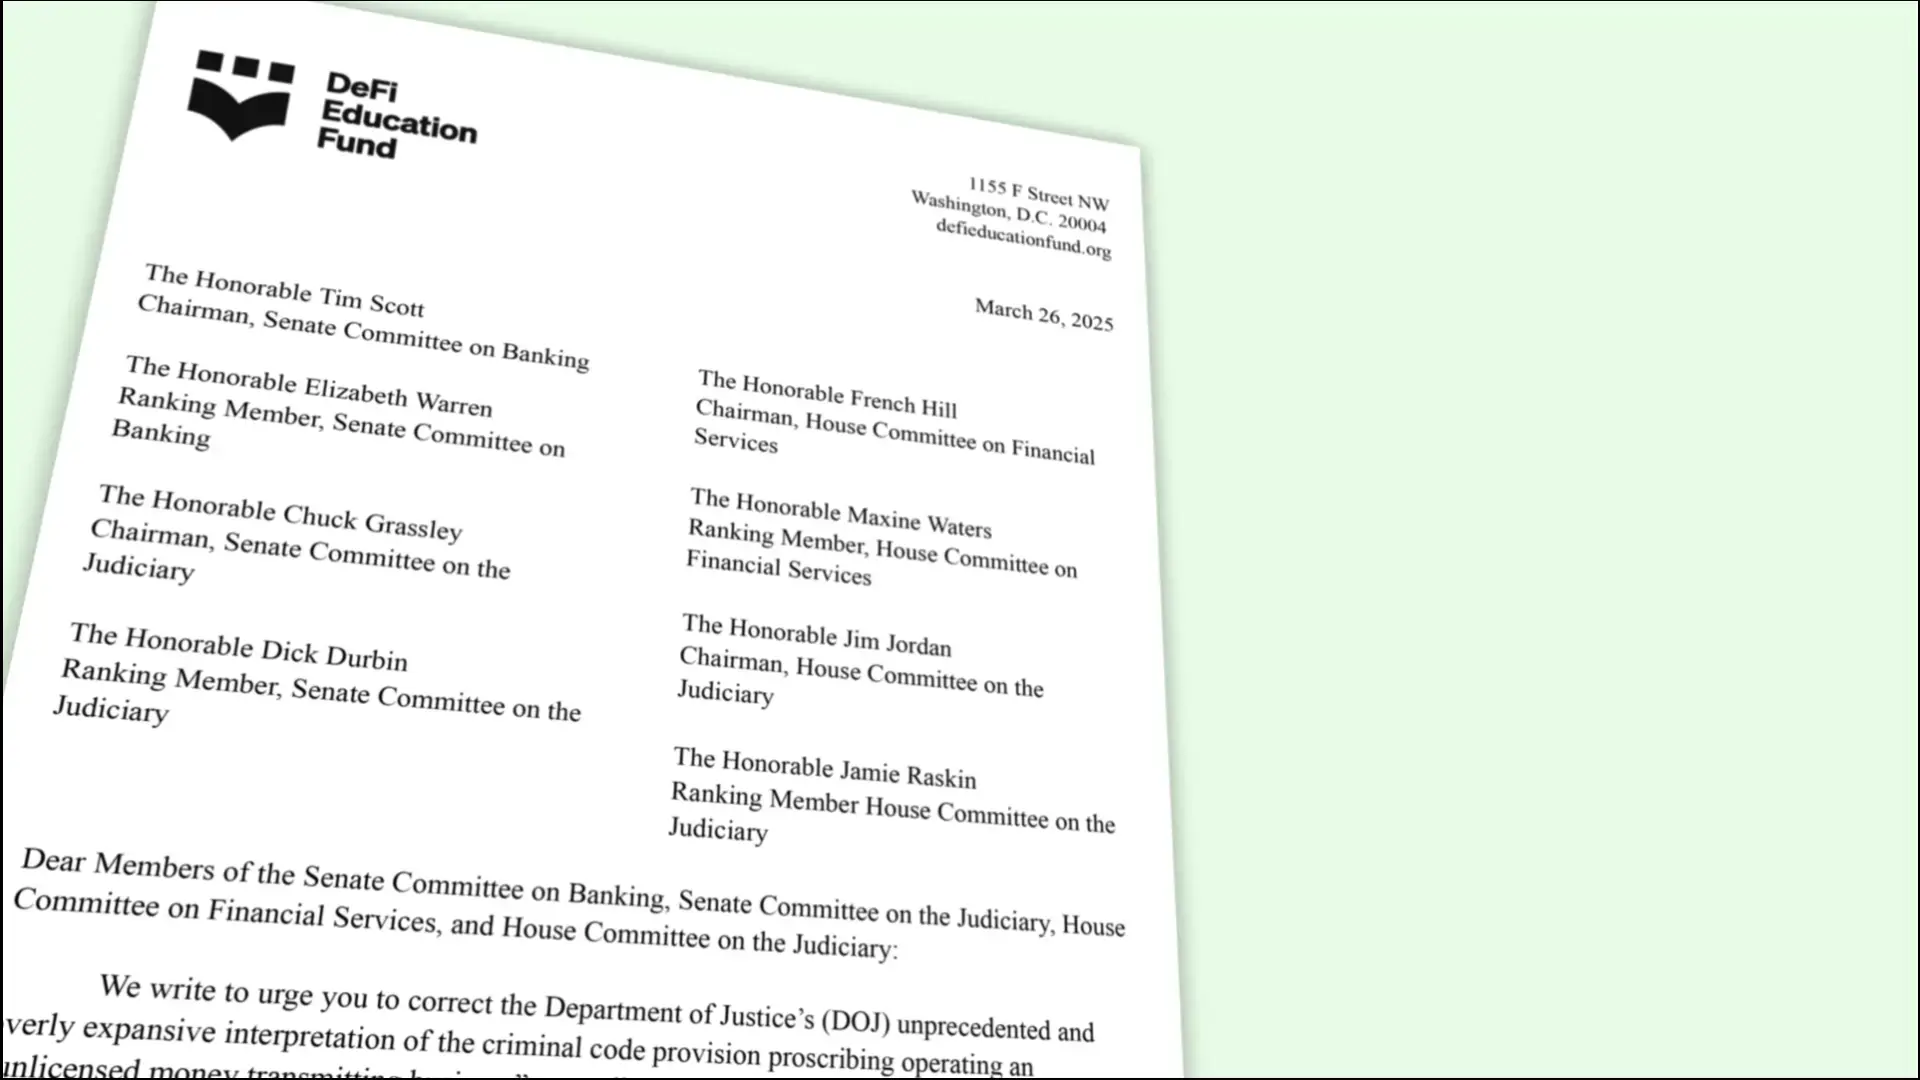 DeFi
Education
Fund
1155 F Street NW
Washington, D.C. 20004
defieducationfund.org
March 26, 2025
The Honorable Tim Scott
Chairman, Senate Committee on Banking
The Honorable Elizabeth Warren
Ranking Member, Senate Committee on
Banking
The Honorable Chuck Grassley
Chairman, Senate Committee on the
Judiciary
The Honorable Dick Durbin
Ranking Member, Senate Committee on the
Judiciary
The Honorable French Hill
Chairman, House Committee on Financial
Services
The Honorable Maxine Waters
Ranking Member, House Committee on
Financial Services
The Honorable Jim Jordan
Chairman, House Committee on the
Judiciary
The Honorable Jamie Raskin
Ranking Member House Committee on the
Judiciary
Dear Members of the Senate Committee on Banking, Senate Committee on the Judiciary, House
Committee on Financial Services, and House Committee on the Judiciary:
We write to urge you to correct the Department of Justice’s (DOJ) unprecedented and
verly expansive interpretation of the criminal code provision proscribing operating an
unlicensed money transmitting